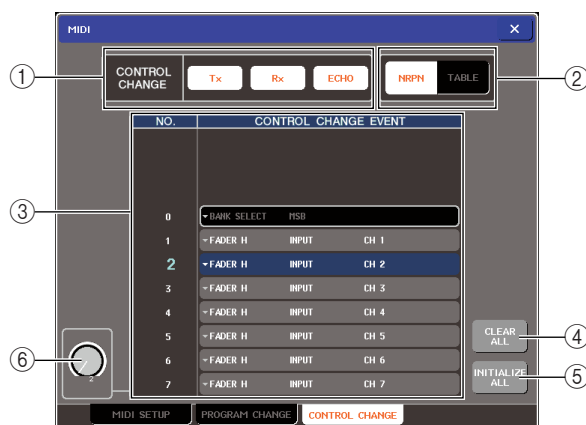 MIDI ×
① CONTROL CHANGE Tx Rx ECHO NRPN TABLE ②
NO. CONTROL CHANGE EVENT
③
0 BANK SELECT MSB
1 FADER H INPUT CH 1
2 FADER H INPUT CH 2
3 FADER H INPUT CH 3
4 FADER H INPUT CH 4
5 FADER H INPUT CH 5
6 FADER H INPUT CH 6
7 FADER H INPUT CH 7
CLEAR ALL ④
INITIALIZE ALL ⑤
⑥ 2
MIDI SETUP PROGRAM CHANGE CONTROL CHANGE